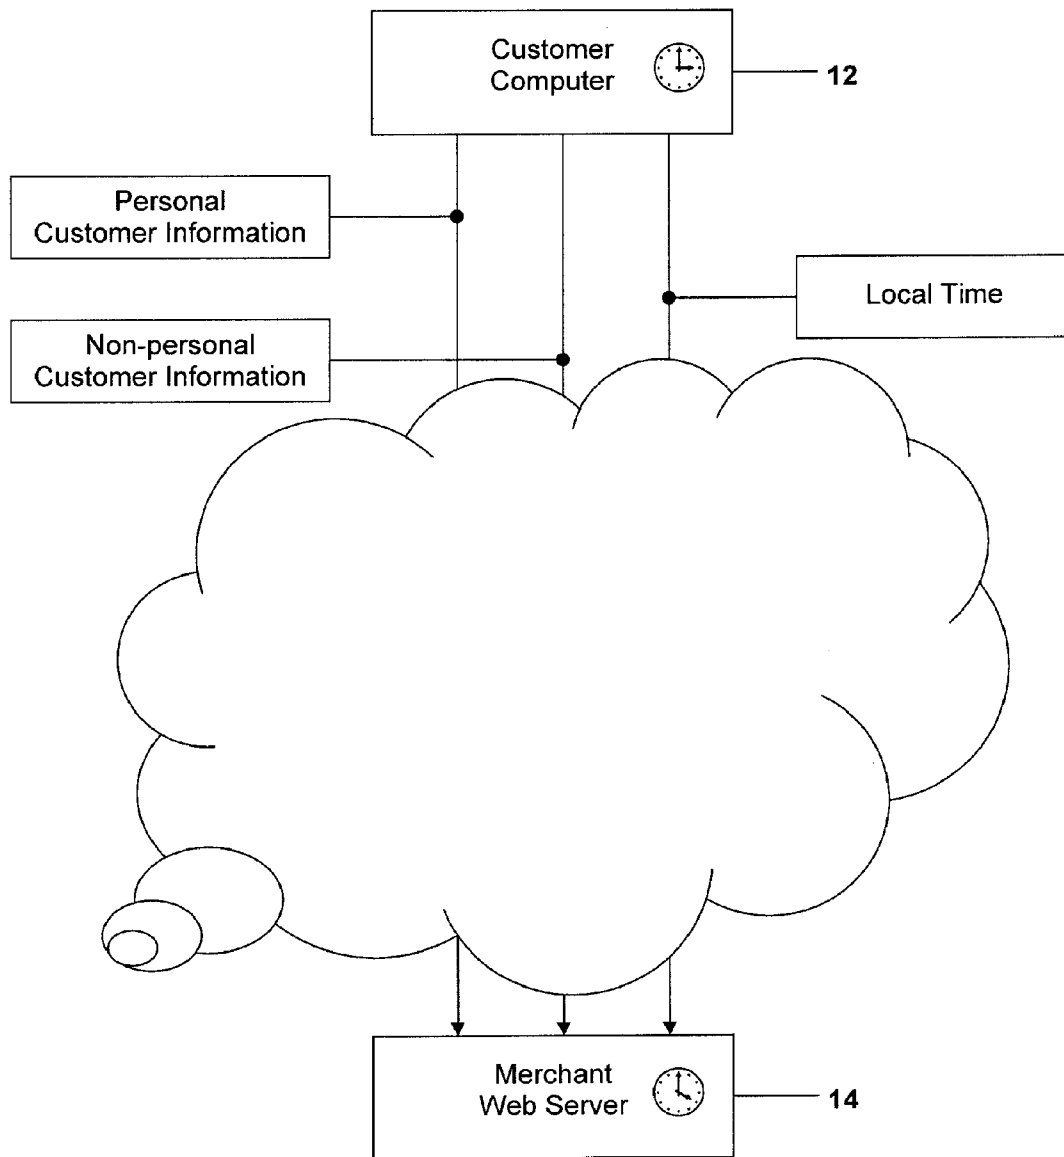 Customer
Computer
12
Personal
Customer Information
Local Time
Non-personal
Customer Information
Merchant
Web Server
14